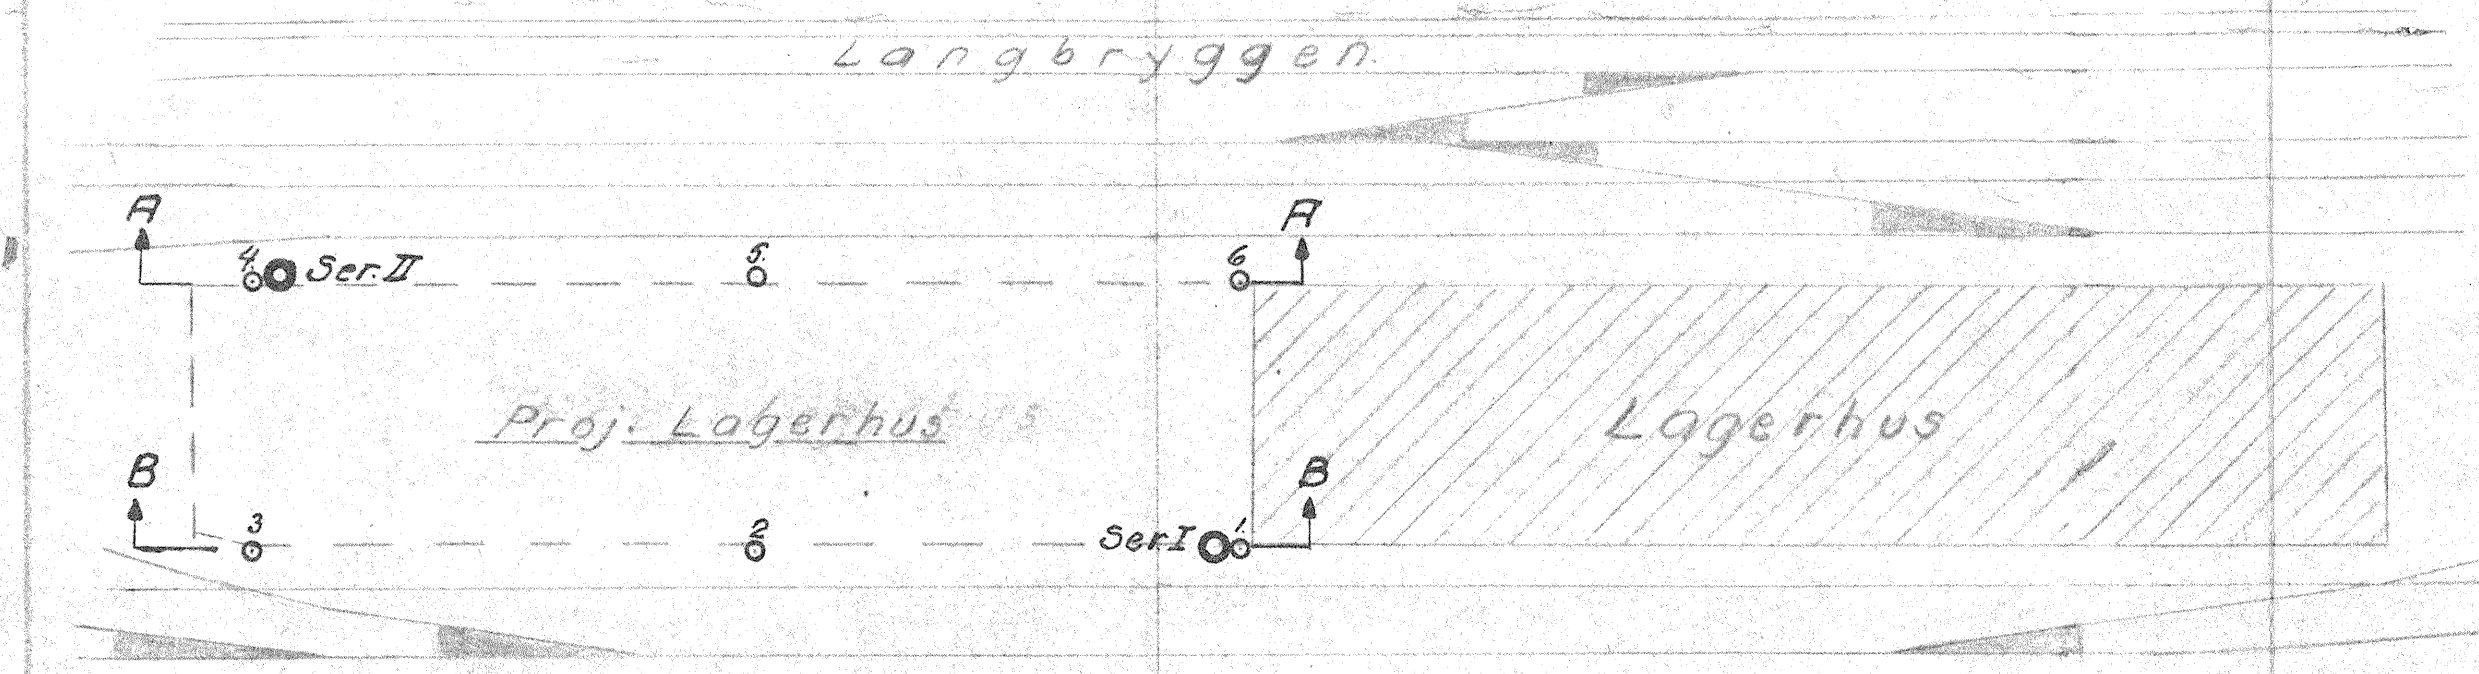 Langbryggen.
A
A
4.
Ser. II
5.
6
Proj. Lagerhus
Lagerhus
B
B
3
2
Ser I
1.